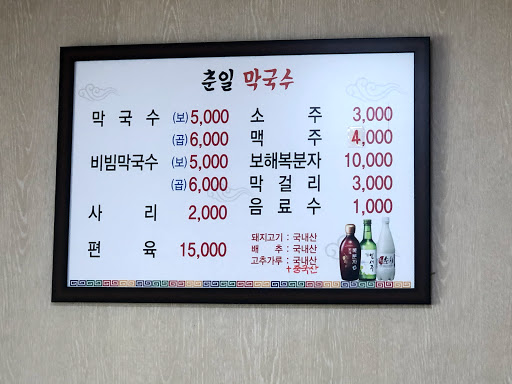 춘일 막국수
막국수 (보) 5,000
(곱) 6,000
비빔막국수 (보) 5,000
(곱) 6,000
사리 2,000
편육 15,000
소주 3,000
맥주 4,000
보해복분자 10,000
막걸리 3,000
음료수 1,000
돼지고기 : 국내산
배추 : 국내산
고추가루 : 국내산
+중국산